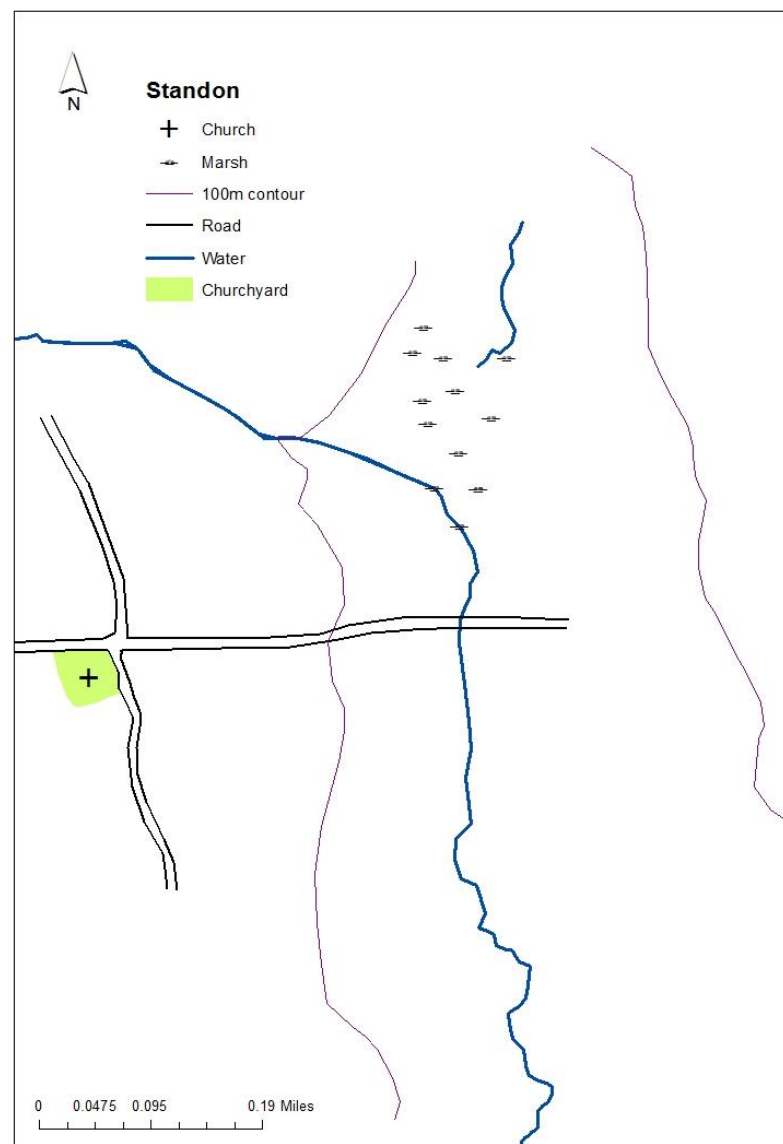 N
Standon
Church
Marsh
100m contour
Road
Water
Churchyard
0 0.0475 0.095 0.19 Miles